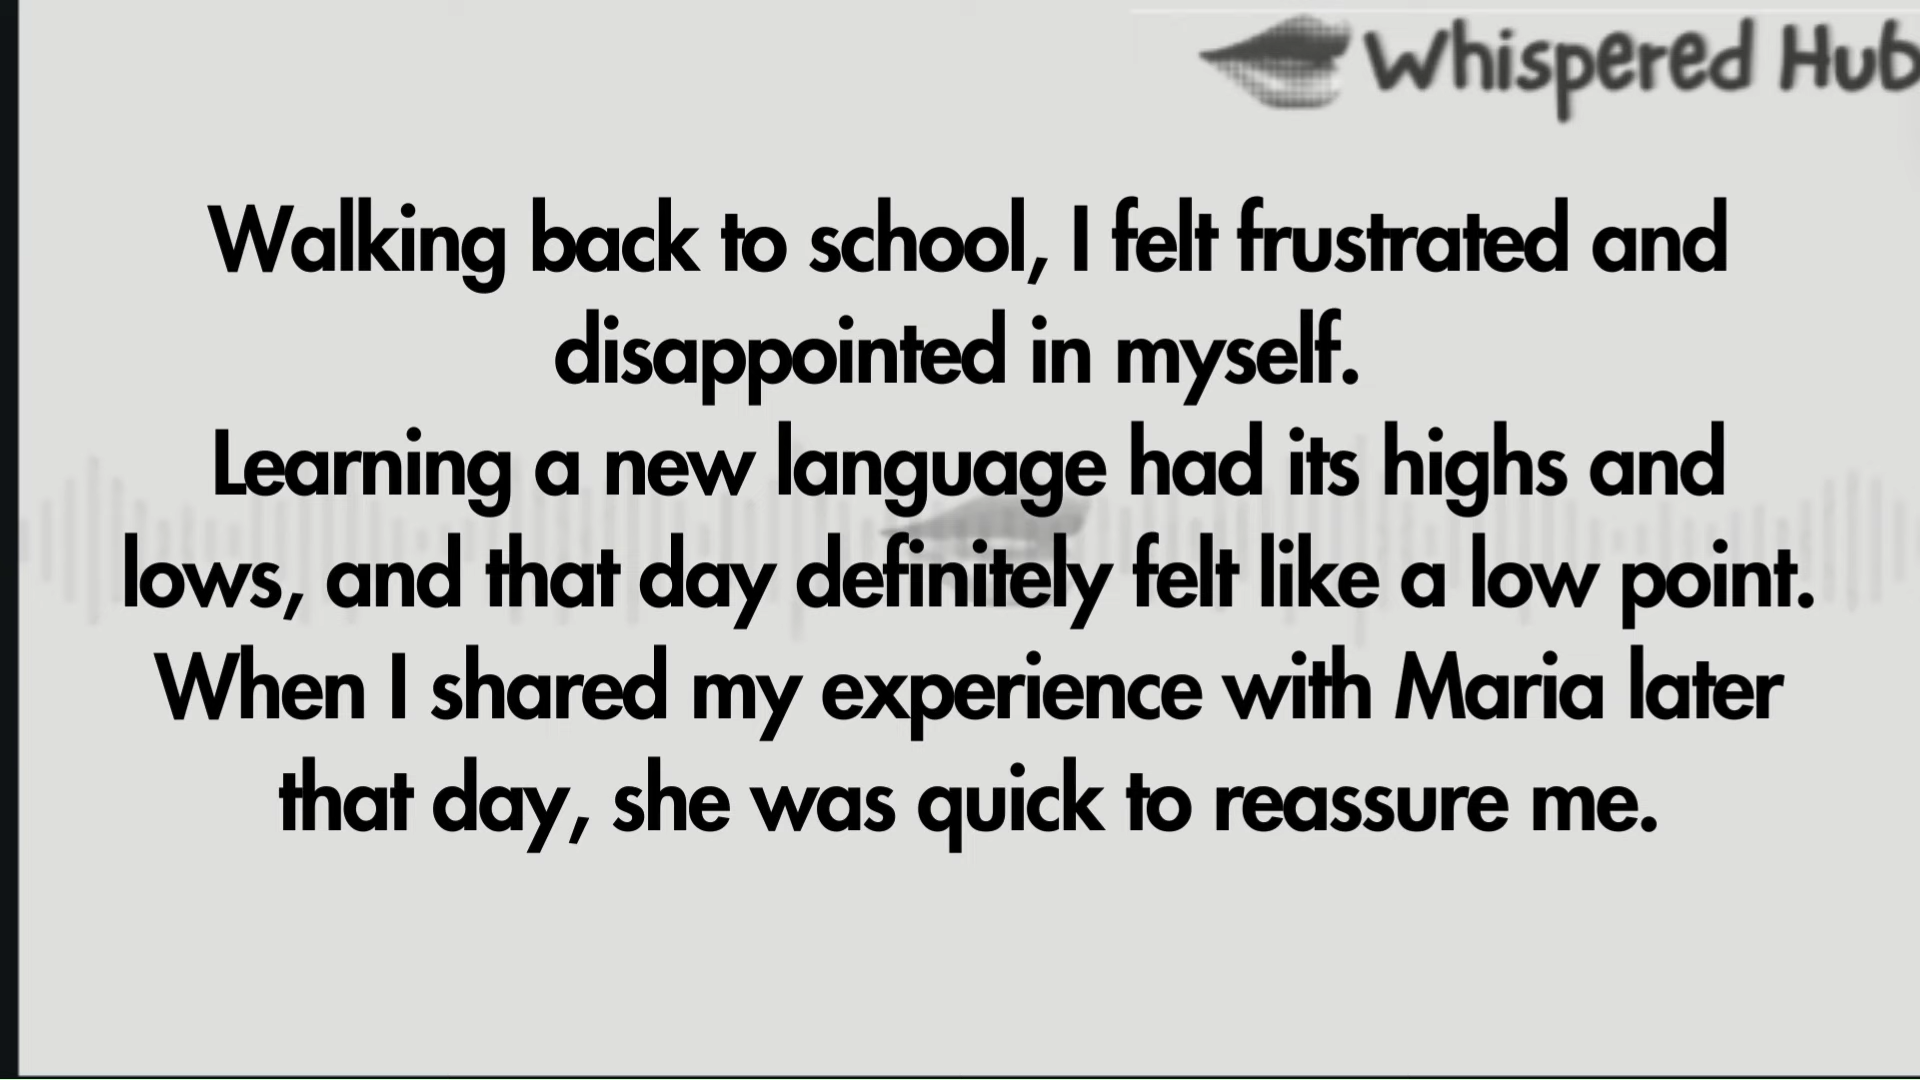 Whispered Hub
Walking back to school, I felt frustrated and
disappointed in myself.
Learning a new language had its highs and
lows, and that day definitely felt like a low point.
When I shared my experience with Maria later
that day, she was quick to reassure me.